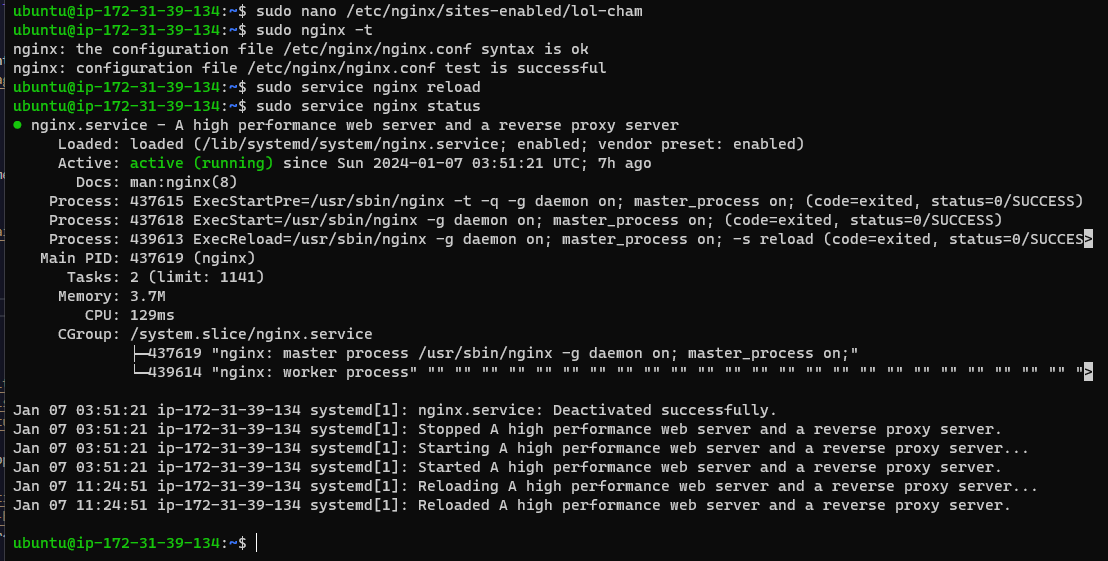 ubuntu@ip-172-31-39-134:~$ sudo nano /etc/nginx/sites-enabled/lol-cham
ubuntu@ip-172-31-39-134:~$ sudo nginx -t
nginx: the configuration file /etc/nginx/nginx.conf syntax is ok
nginx: configuration file /etc/nginx/nginx.conf test is successful
ubuntu@ip-172-31-39-134:~$ sudo service nginx reload
ubuntu@ip-172-31-39-134:~$ sudo service nginx status
● nginx.service - A high performance web server and a reverse proxy server
     Loaded: loaded (/lib/systemd/system/nginx.service; enabled; vendor preset: enabled)
     Active: active (running) since Sun 2024-01-07 03:51:21 UTC; 7h ago
       Docs: man:nginx(8)
    Process: 437615 ExecStartPre=/usr/sbin/nginx -t -q -g daemon on; master_process on; (code=exited, status=0/SUCCESS)
    Process: 437618 ExecStart=/usr/sbin/nginx -g daemon on; master_process on; (code=exited, status=0/SUCCESS)
    Process: 439613 ExecReload=/usr/sbin/nginx -g daemon on; master_process on; -s reload (code=exited, status=0/SUCCES>
   Main PID: 437619 (nginx)
      Tasks: 2 (limit: 1141)
     Memory: 3.7M
        CPU: 129ms
     CGroup: /system.slice/nginx.service
             ├─437619 "nginx: master process /usr/sbin/nginx -g daemon on; master_process on;"
             └─439614 "nginx: worker process" "" "" "" "" "" "" "" "" "" "" "" "" "" "" "" "" "" "" "" "" "" "" "" "" ">

Jan 07 03:51:21 ip-172-31-39-134 systemd[1]: nginx.service: Deactivated successfully.
Jan 07 03:51:21 ip-172-31-39-134 systemd[1]: Stopped A high performance web server and a reverse proxy server.
Jan 07 03:51:21 ip-172-31-39-134 systemd[1]: Starting A high performance web server and a reverse proxy server...
Jan 07 03:51:21 ip-172-31-39-134 systemd[1]: Started A high performance web server and a reverse proxy server.
Jan 07 11:24:51 ip-172-31-39-134 systemd[1]: Reloading A high performance web server and a reverse proxy server...
Jan 07 11:24:51 ip-172-31-39-134 systemd[1]: Reloaded A high performance web server and a reverse proxy server.

ubuntu@ip-172-31-39-134:~$